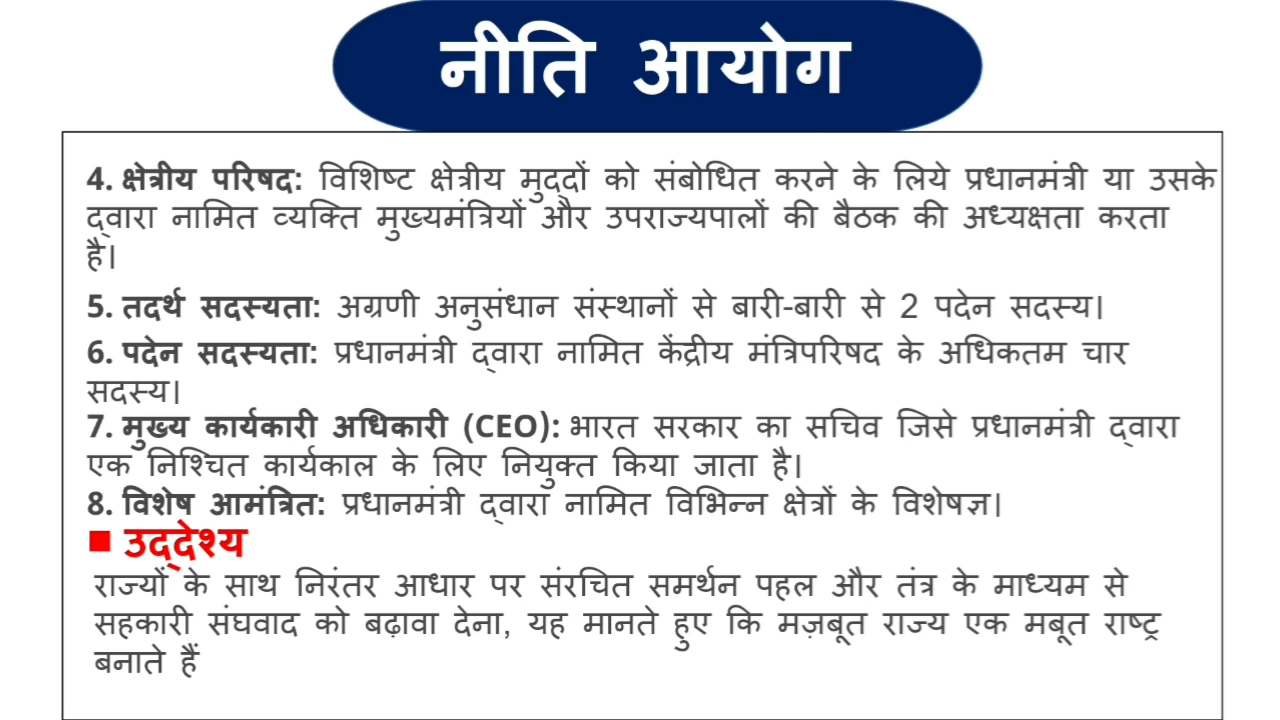 नीति आयोग
4. क्षेत्रीय परिषद: विशिष्ट क्षेत्रीय मुद्दों को संबोधित करने के लिये प्रधानमंत्री या उसके
द्वारा नामित व्यक्ति मुख्यमंत्रियों और उपराज्यपालों की बैठक की अध्यक्षता करता
है।
5. तदर्थ सदस्यता: अग्रणी अनुसंधान संस्थानों से बारी-बारी से 2 पदेन सदस्य।
6. पदेन सदस्यता: प्रधानमंत्री द्वारा नामित केंद्रीय मंत्रिपरिषद के अधिकतम चार
सदस्य।
7. मुख्य कार्यकारी अधिकारी (CEO): भारत सरकार का सचिव जिसे प्रधानमंत्री द्वारा
एक निश्चित कार्यकाल के लिए नियुक्त किया जाता है।
8. विशेष आमंत्रित: प्रधानमंत्री द्वारा नामित विभिन्न क्षेत्रों के विशेषज्ञ।
■ उद्देश्य
राज्यों के साथ निरंतर आधार पर संरचित समर्थन पहल और तंत्र के माध्यम से
सहकारी संघवाद को बढ़ावा देना, यह मानते हुए कि मज़बूत राज्य एक मबूत राष्ट्र
बनाते हैं